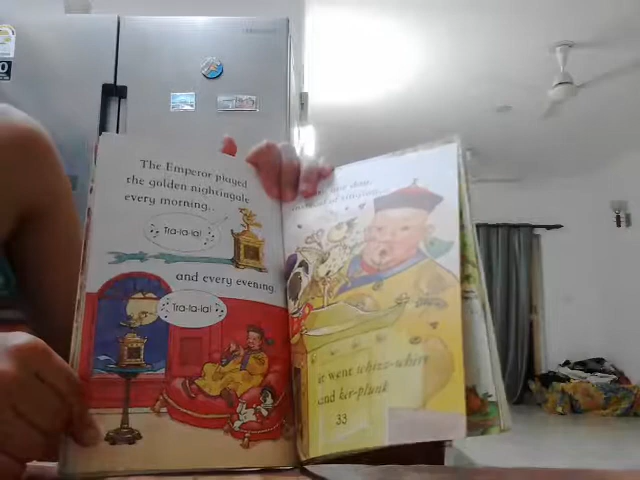 The Emperor played
the golden nightingale
every morning...
Tra-la-la!
and every evening
Tra-la-la!
it went whizz-whirr
and ker-plunk
33